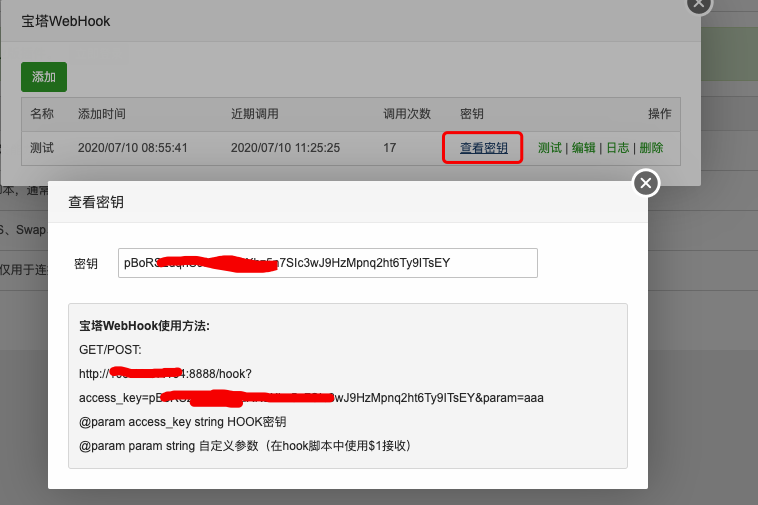 宝塔WebHook
添加
名称 添加时间 近期调用 调用次数 密钥 操作
测试 2020/07/10 08:55:41 2020/07/10 11:25:25 17 查看密钥 测试 | 编辑 | 日志 | 删除
脚本，通常
S、Swap
仅用于连
查看密钥
密钥 pBoRS 7SIc3wJ9HzMpnq2ht6Ty9ITsEY
宝塔WebHook使用方法:
GET/POST:
http:// 4:8888/hook?
access_key=pB wJ9HzMpnq2ht6Ty9ITsEY&param=aaa
@param access_key string HOOK密钥
@param param string 自定义参数（在hook脚本中使用$1接收）